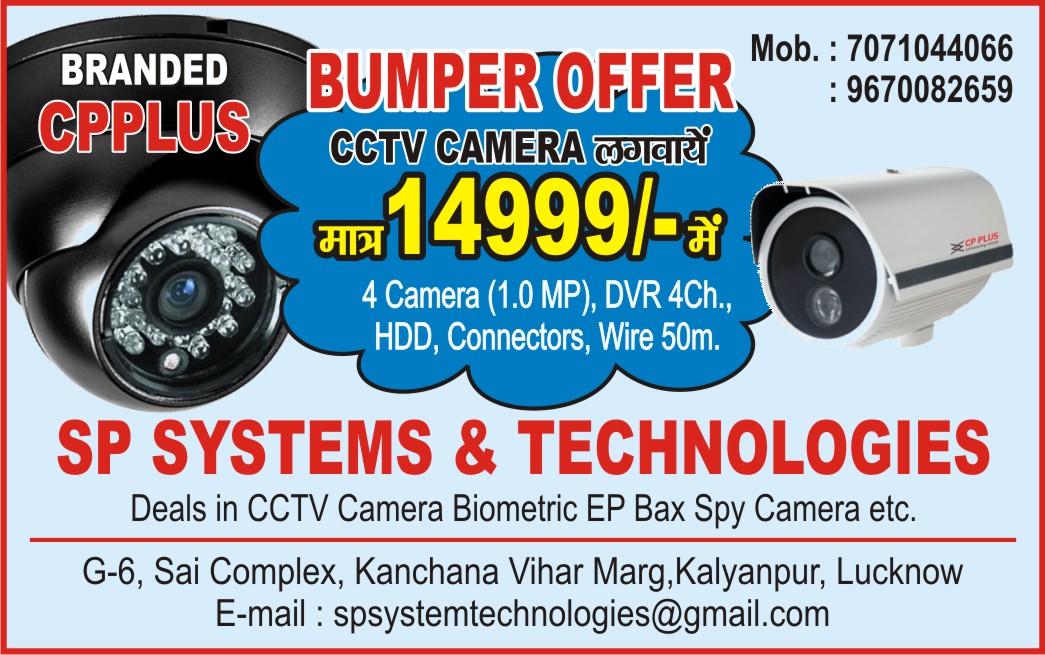 BRANDED
CPPLUS
BUMPER OFFER
CCTV CAMERA लगवायें
मात्र 14999/- में
4 Camera (1.0 MP), DVR 4Ch.,
HDD, Connectors, Wire 50m.
Mob. : 7071044066
: 9670082659
CP PLUS
SP SYSTEMS & TECHNOLOGIES
Deals in CCTV Camera Biometric EP Bax Spy Camera etc.
G-6, Sai Complex, Kanchana Vihar Marg,Kalyanpur, Lucknow
E-mail : spsystemtechnologies@gmail.com